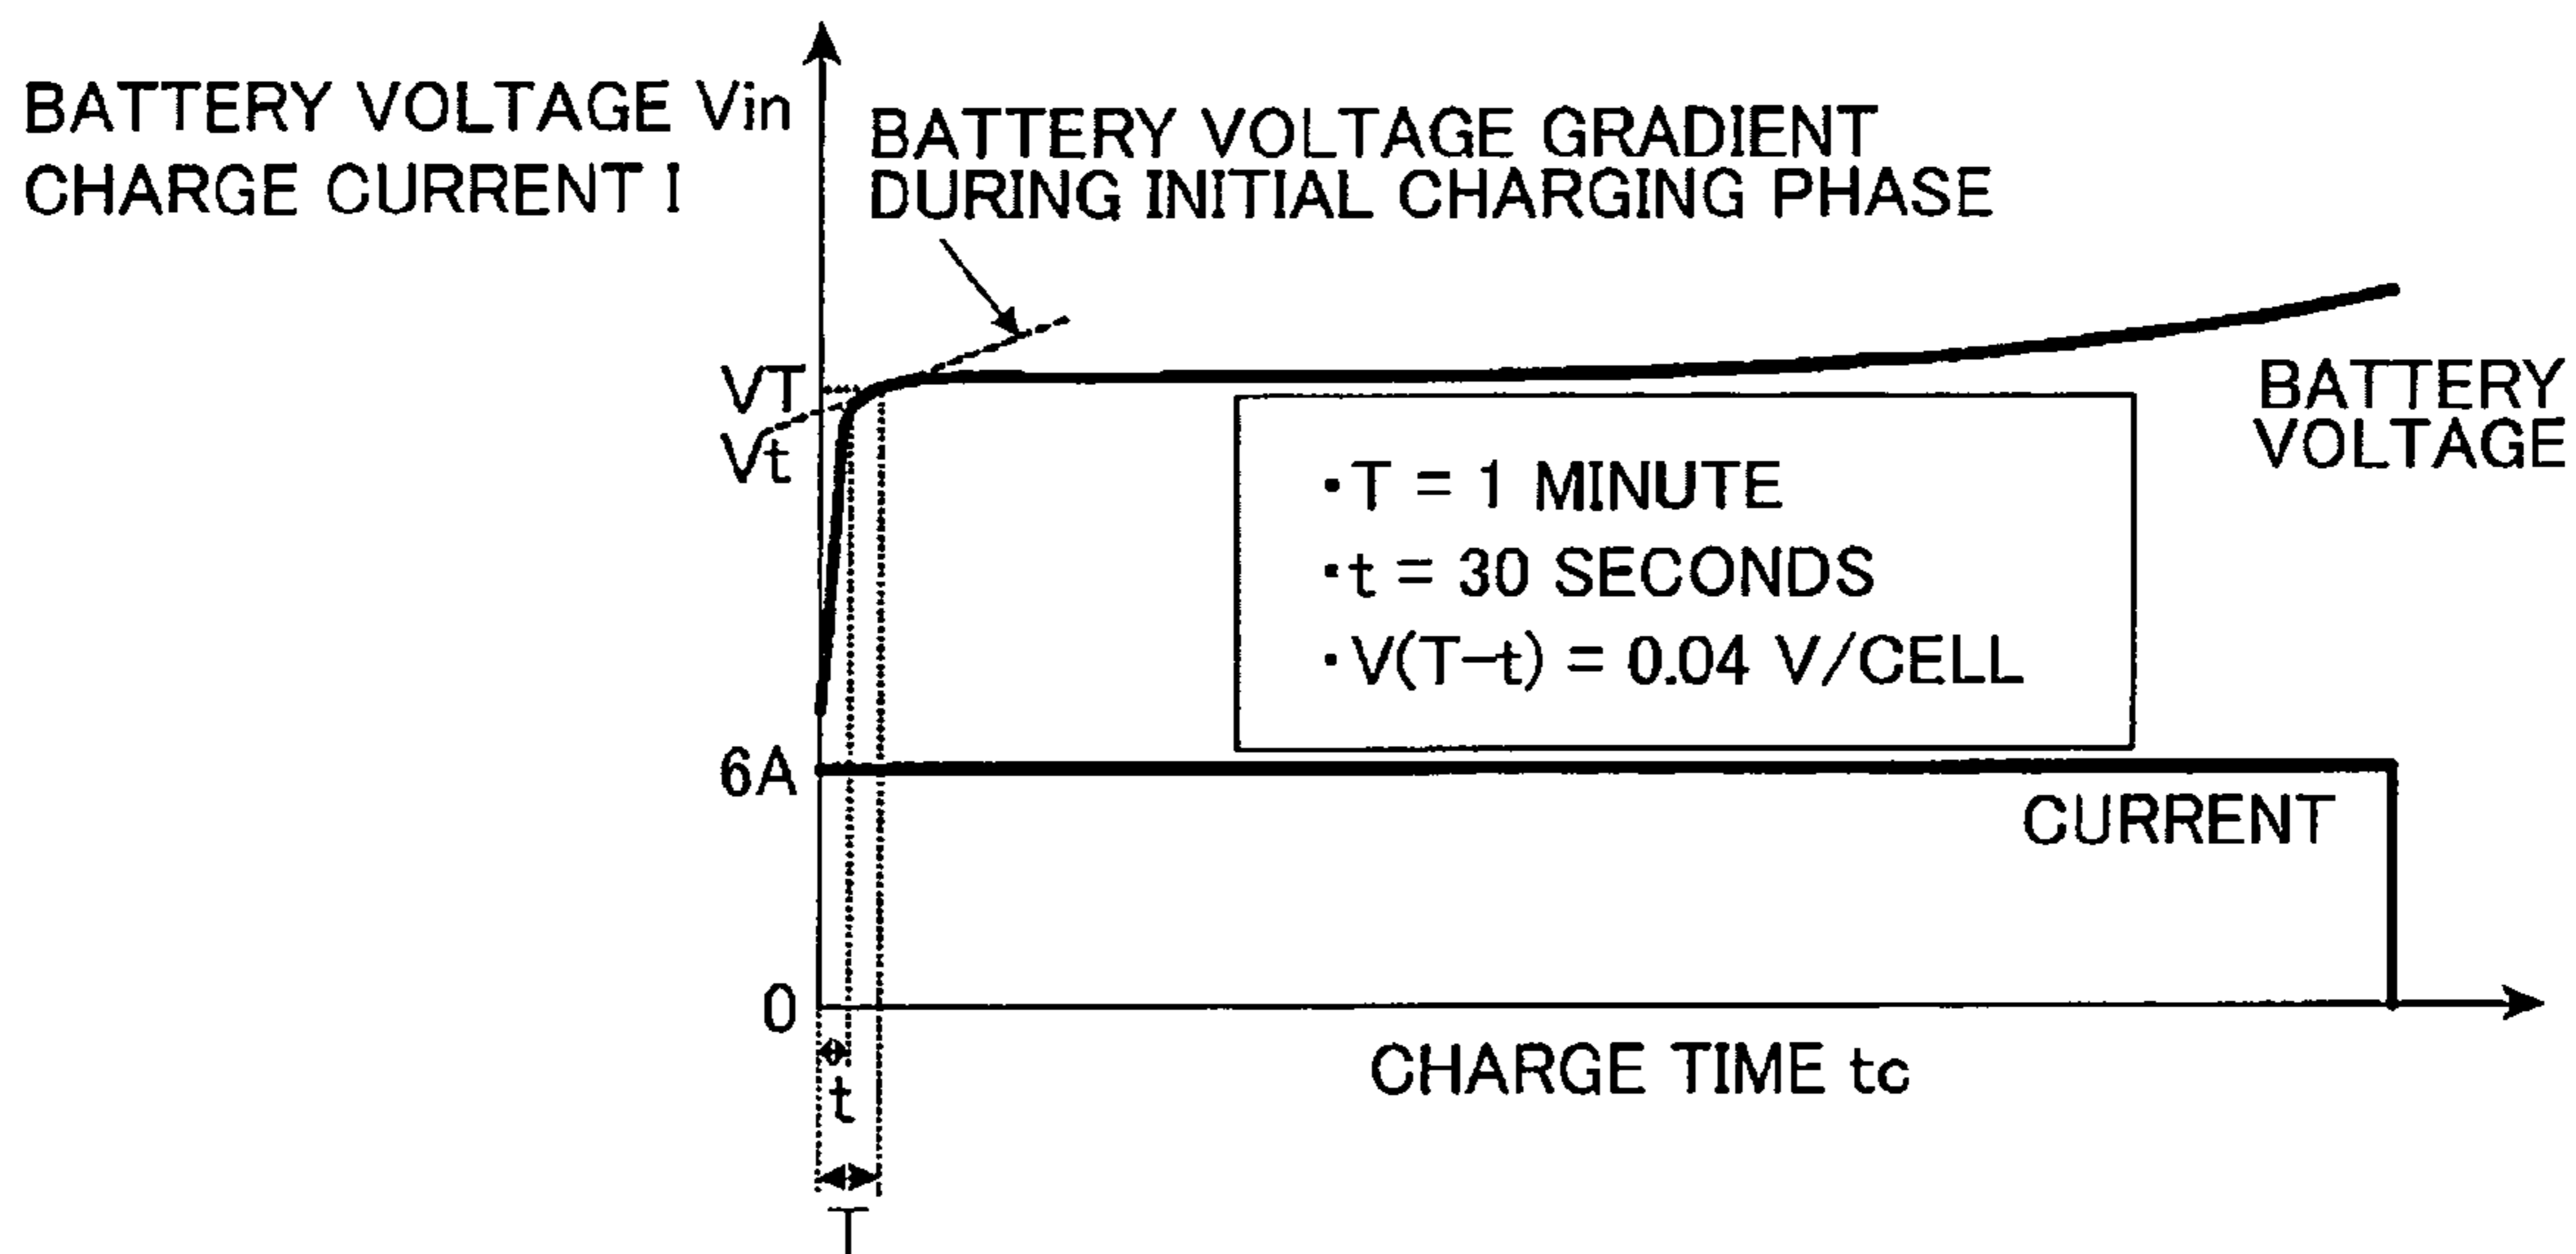 BATTERY VOLTAGE Vin
CHARGE CURRENT I
BATTERY VOLTAGE GRADIENT
DURING INITIAL CHARGING PHASE
VT
Vt
BATTERY
VOLTAGE
・T = 1 MINUTE
・t = 30 SECONDS
・V(T−t) = 0.04 V/CELL
6A
CURRENT
0
CHARGE TIME tc
t
T